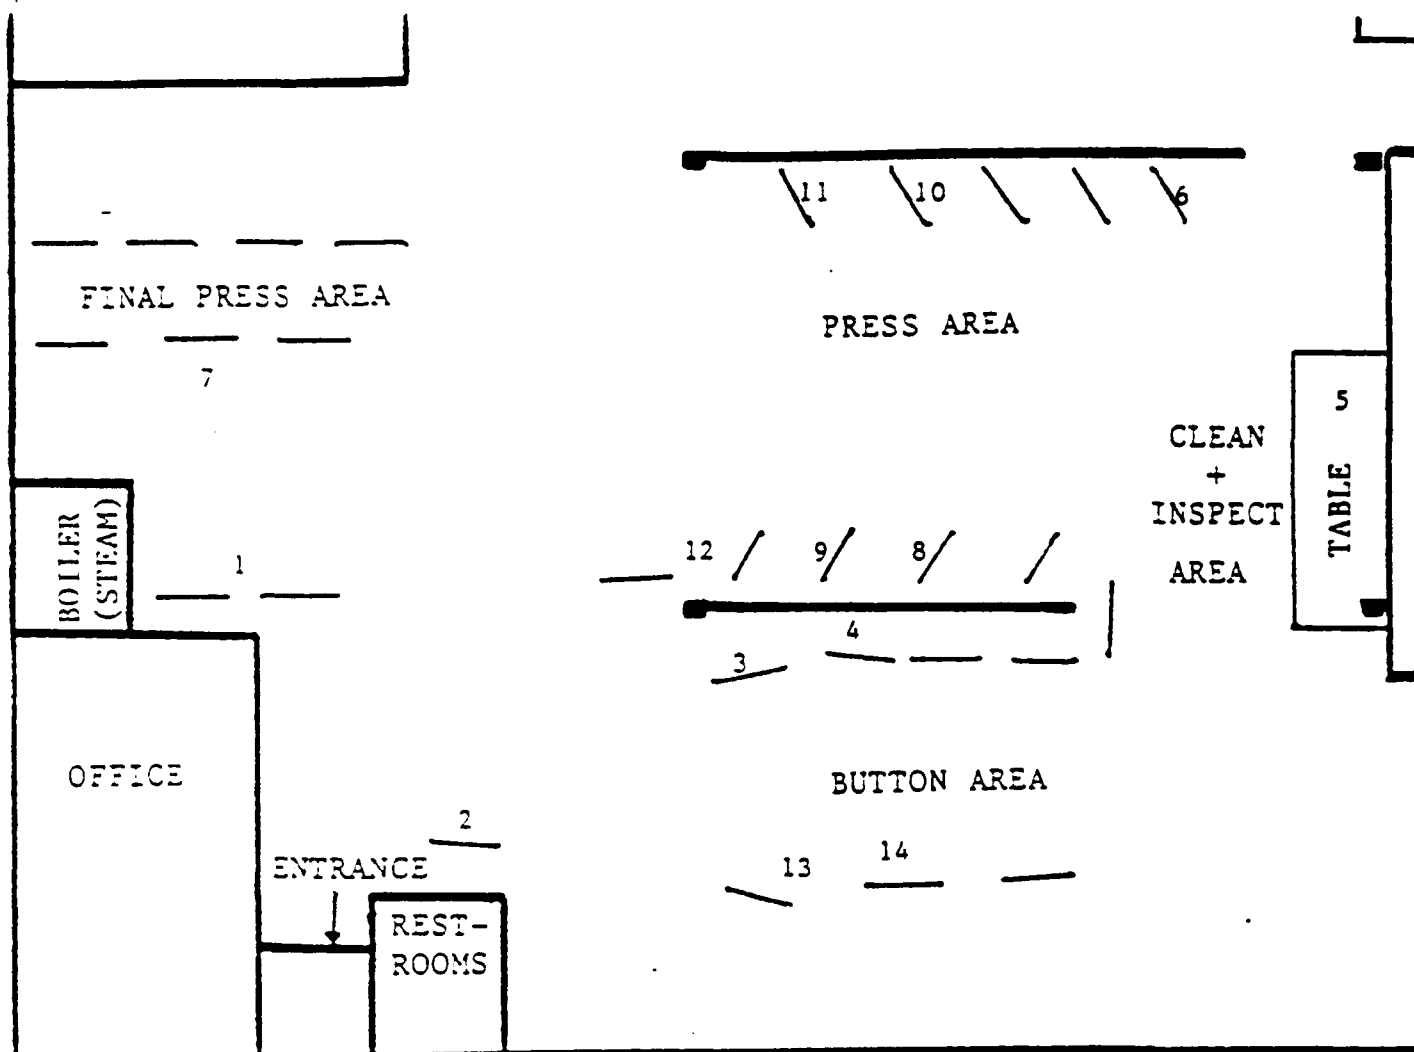 11
10
6
FINAL PRESS AREA
PRESS AREA
7
5
CLEAN
+
INSPECT
AREA
TABLE
BOILER
(STEAM)
1
12
9
8
4
3
OFFICE
BUTTON AREA
2
ENTRANCE
13
14
REST-
ROOMS